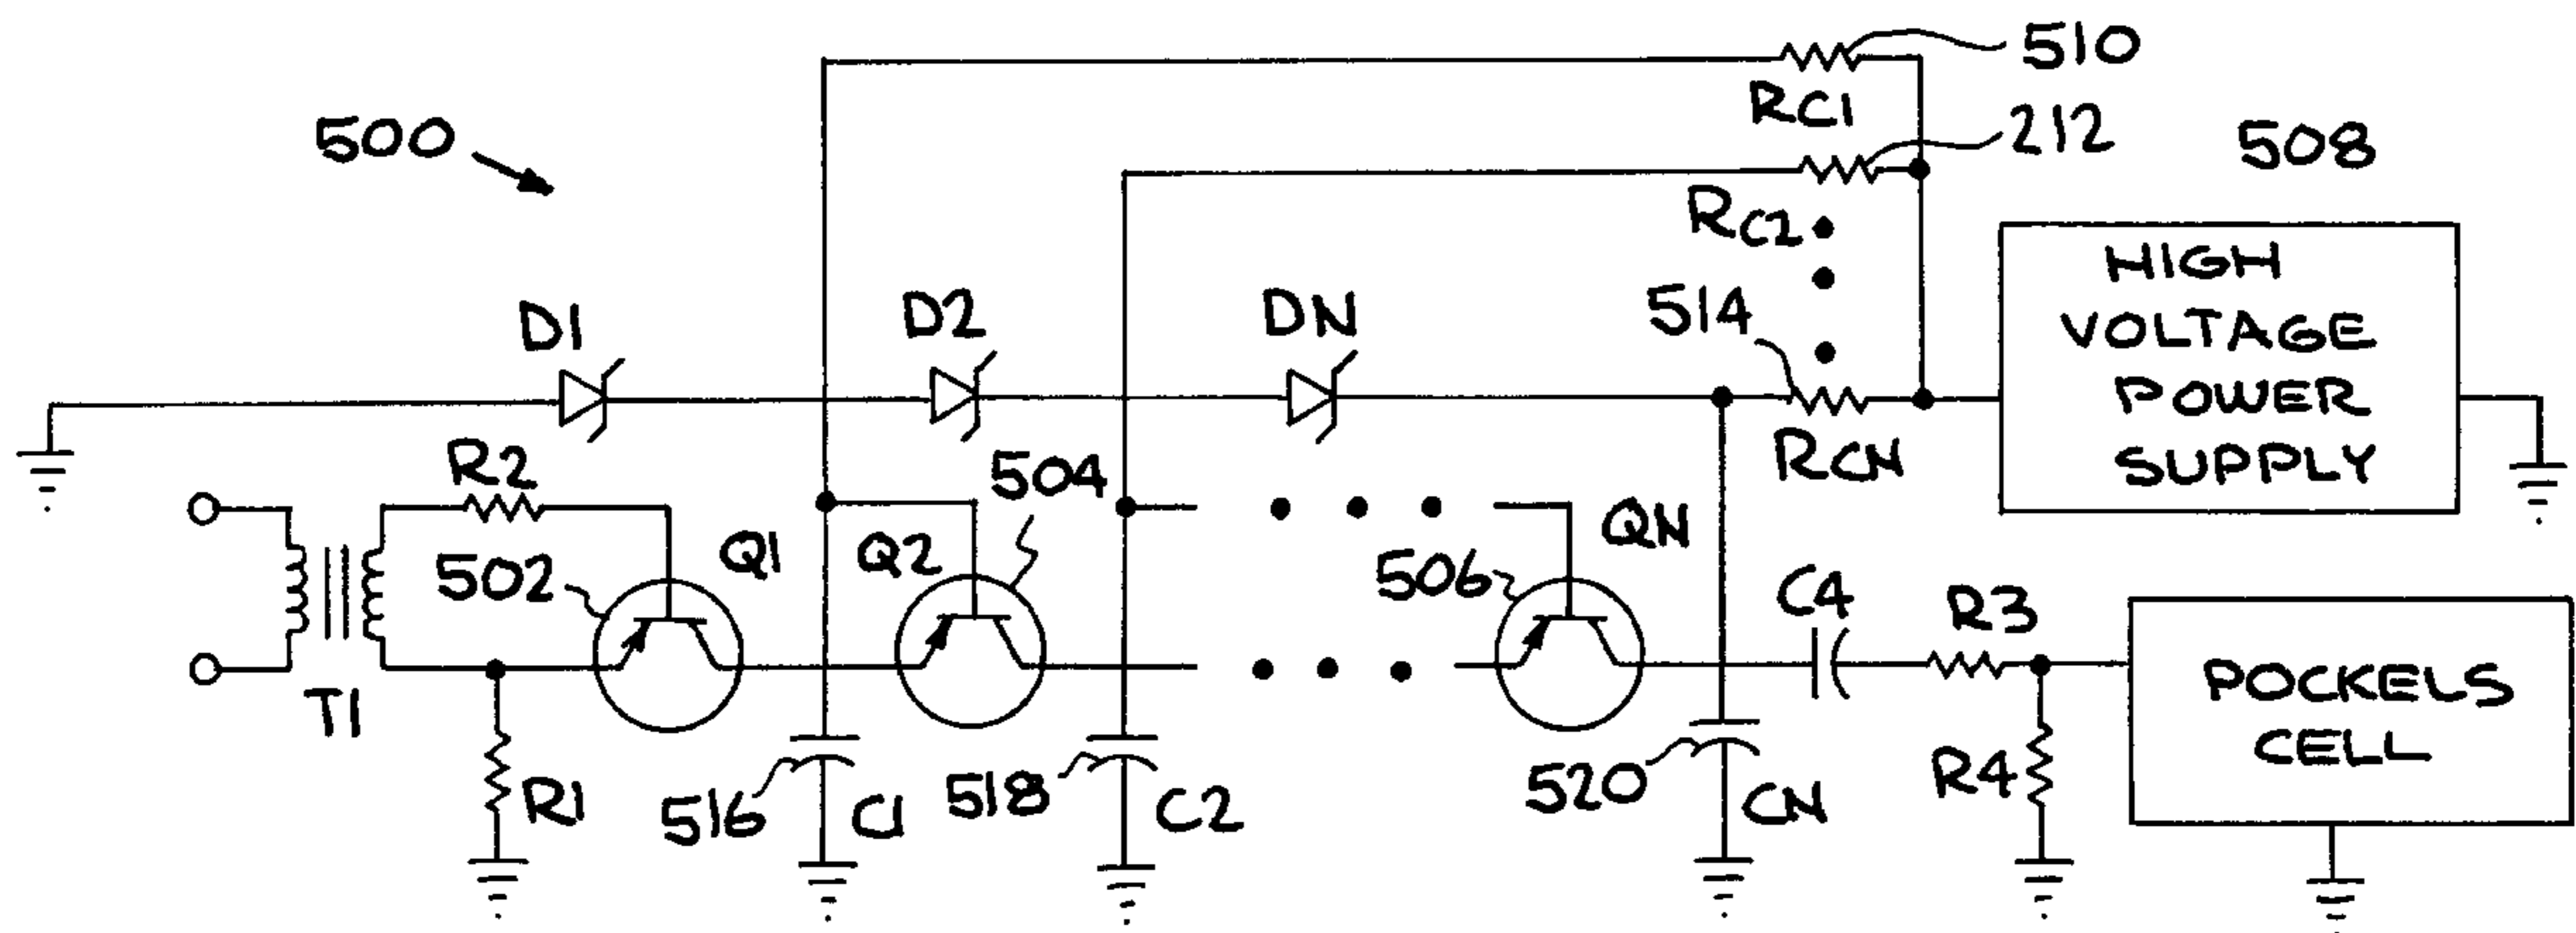 510
RC1
500
212
508
RC2
HIGH
VOLTAGE
POWER
SUPPLY
D1
D2
DN
514
RCN
R2
504
Q1
Q2
QN
502
506
C4
R3
POCKELS
CELL
T1
R1
516
C1
518
C2
520
CN
R4